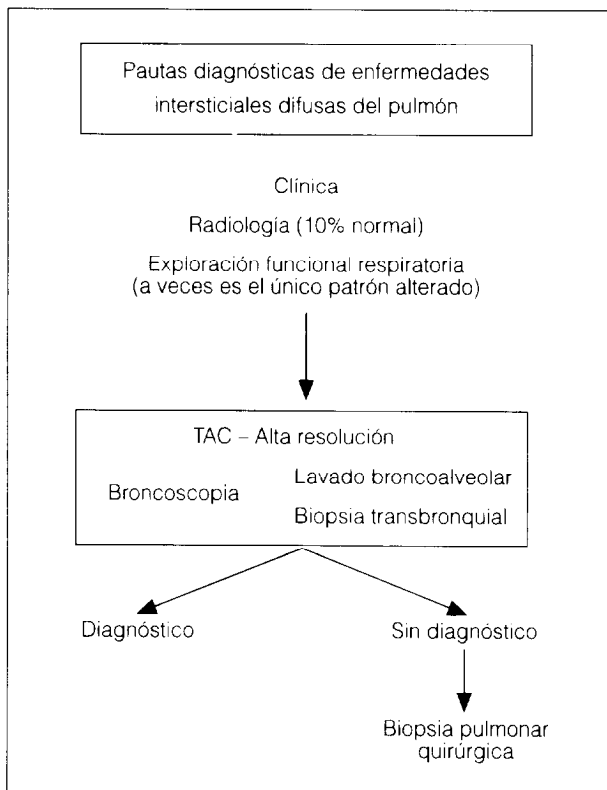 Pautas diagnósticas de enfermedades
intersticiales difusas del pulmón
Clínica
Radiología (10% normal)
Exploración funcional respiratoria
(a veces es el único patrón alterado)
TAC – Alta resolución
Broncoscopia
Lavado broncoalveolar
Biopsia transbronquial
Diagnóstico
Sin diagnóstico
Biopsia pulmonar
quirúrgica